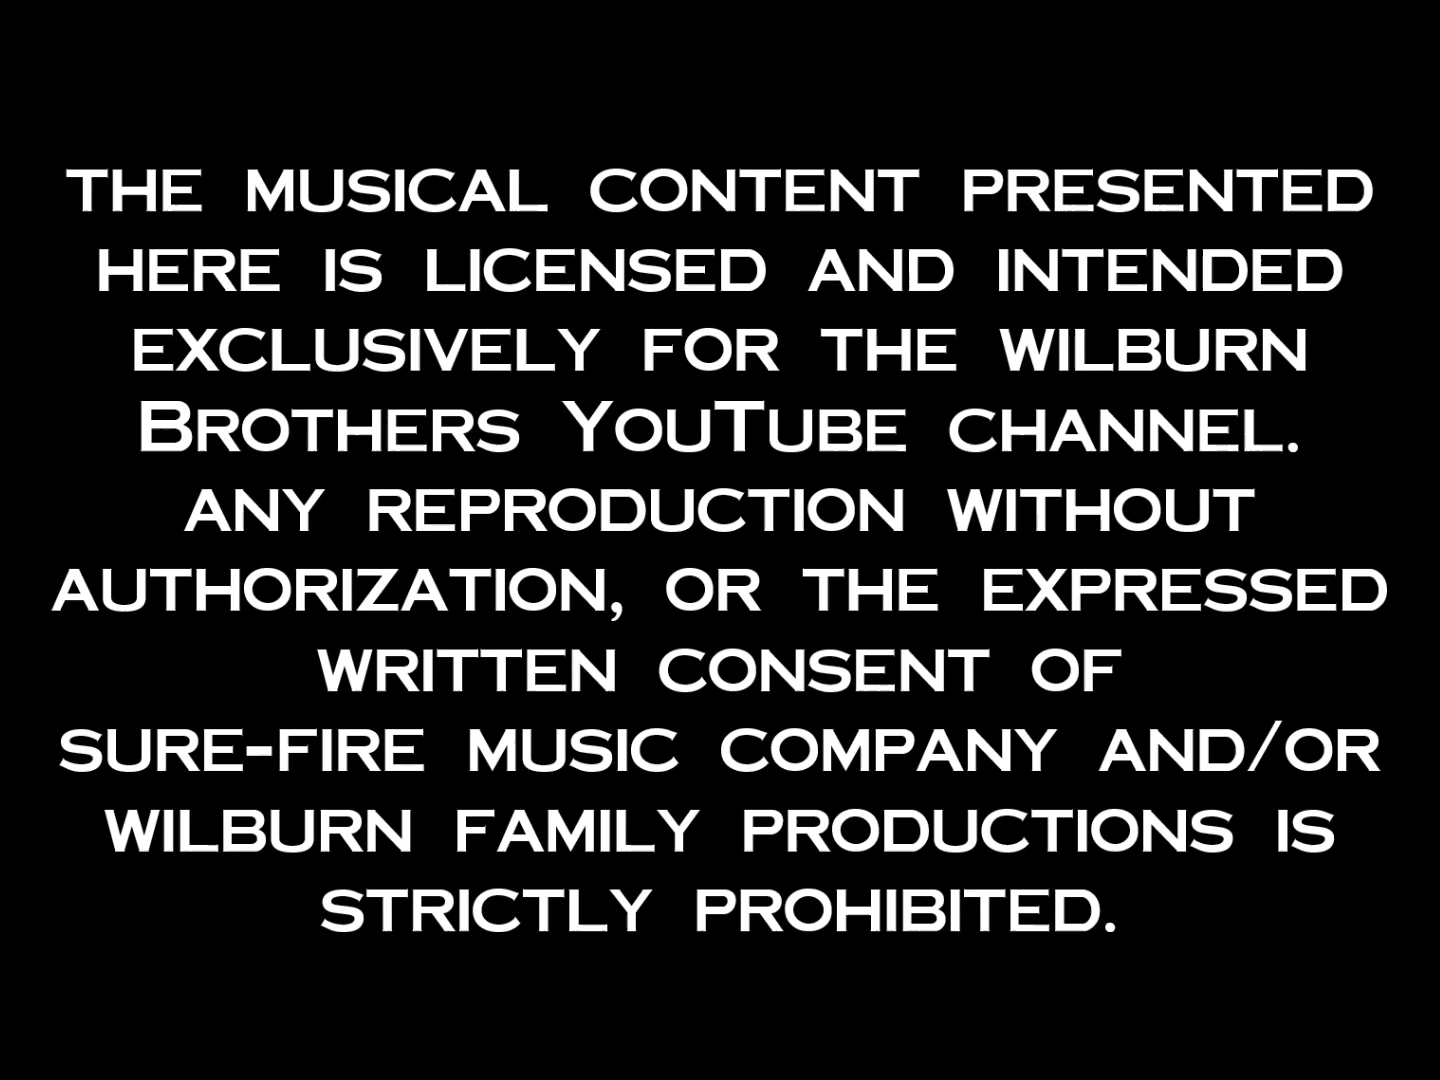 THE MUSICAL CONTENT PRESENTED
HERE IS LICENSED AND INTENDED
EXCLUSIVELY FOR THE WILBURN
BROTHERS YOUTUBE CHANNEL.
ANY REPRODUCTION WITHOUT
AUTHORIZATION, OR THE EXPRESSED
WRITTEN CONSENT OF
SURE-FIRE MUSIC COMPANY AND/OR
WILBURN FAMILY PRODUCTIONS IS
STRICTLY PROHIBITED.